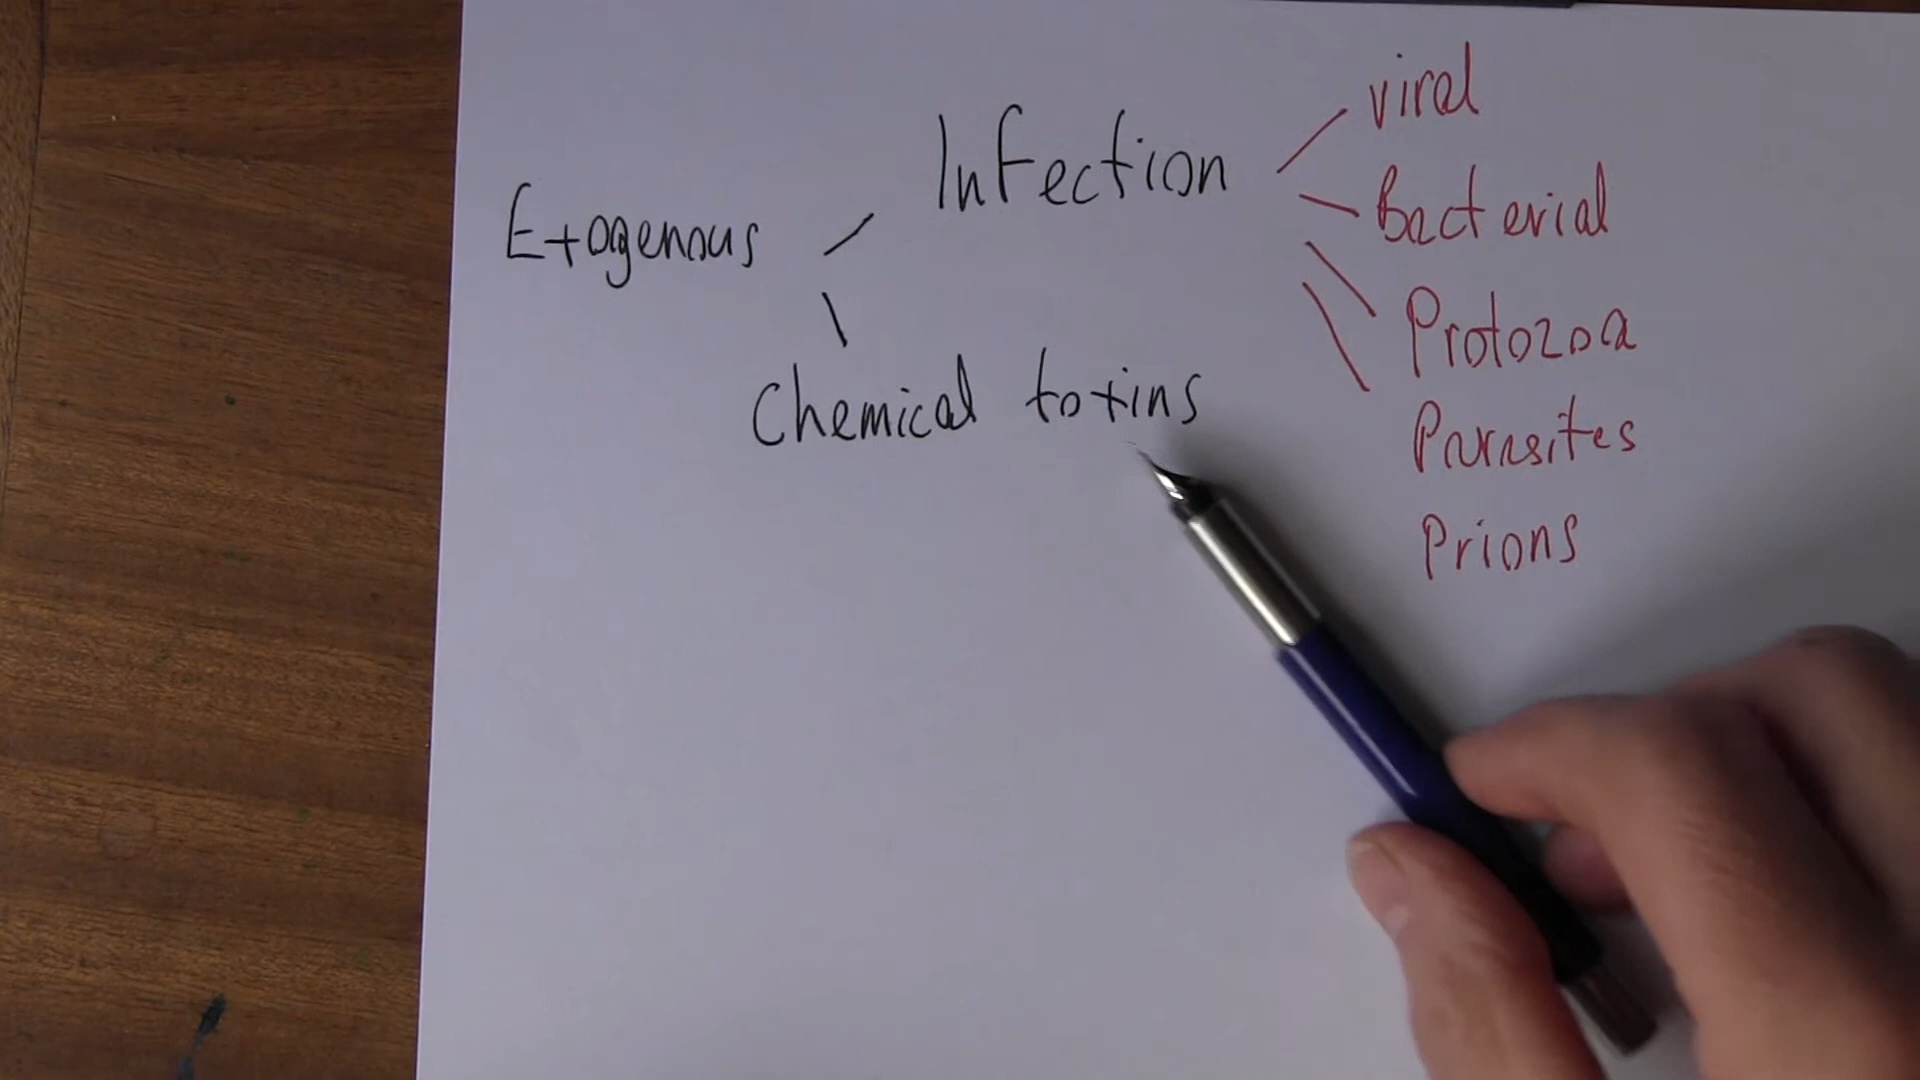 viral
Infection
Bacterial
Exogenous
Protozoa
Chemical toxins
Parasites
Prions